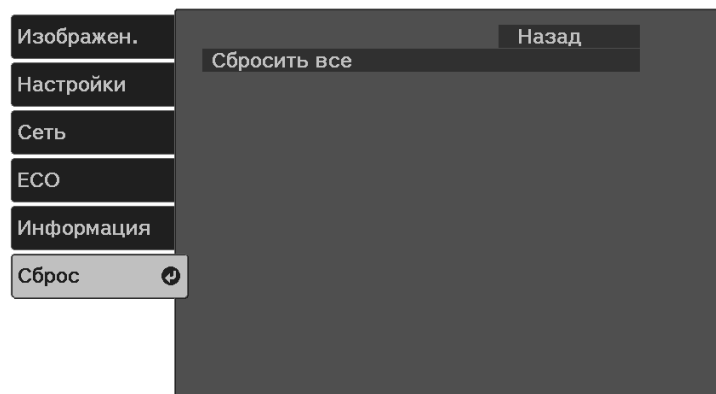 Изображен.
Настройки
Сеть
ECO
Информация
Сброс
Назад
Сбросить все